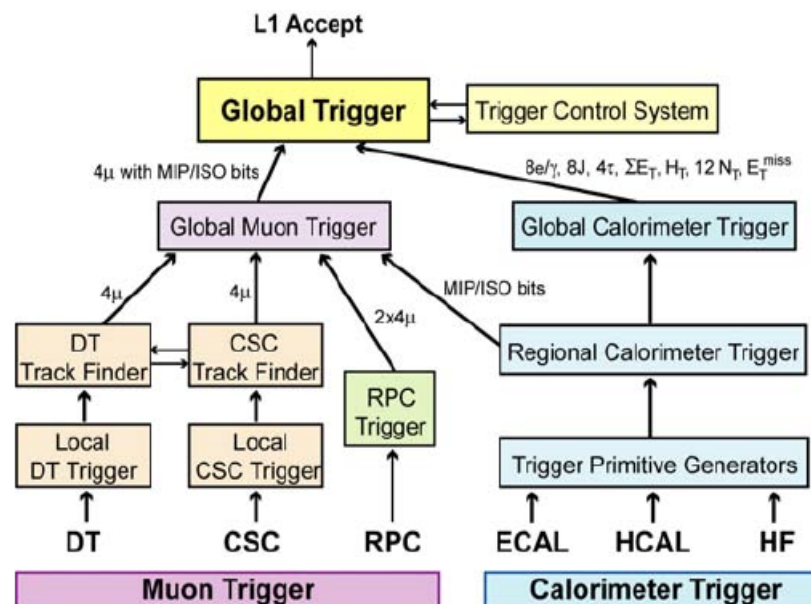 L1 Accept
Global Trigger
Trigger Control System
4μ with MIP/ISO bits
8e/γ, 8J, 4τ, ΣE_T, H_T, 12 N_T, E_T^miss
Global Muon Trigger
Global Calorimeter Trigger
4μ
4μ
2x4μ
MIP/ISO bits
DT
Track Finder
CSC
Track Finder
RPC
Trigger
Regional Calorimeter Trigger
Local
DT Trigger
Local
CSC Trigger
Trigger Primitive Generators
DT
CSC
RPC
ECAL
HCAL
HF
Muon Trigger
Calorimeter Trigger